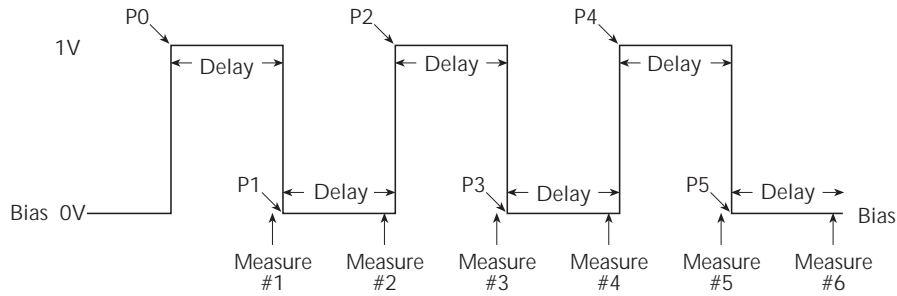 P0 P2 P4
1V Delay Delay Delay
P1 Delay P3 Delay P5 Delay
Bias 0V Bias
Measure #1
Measure #2
Measure #3
Measure #4
Measure #5
Measure #6